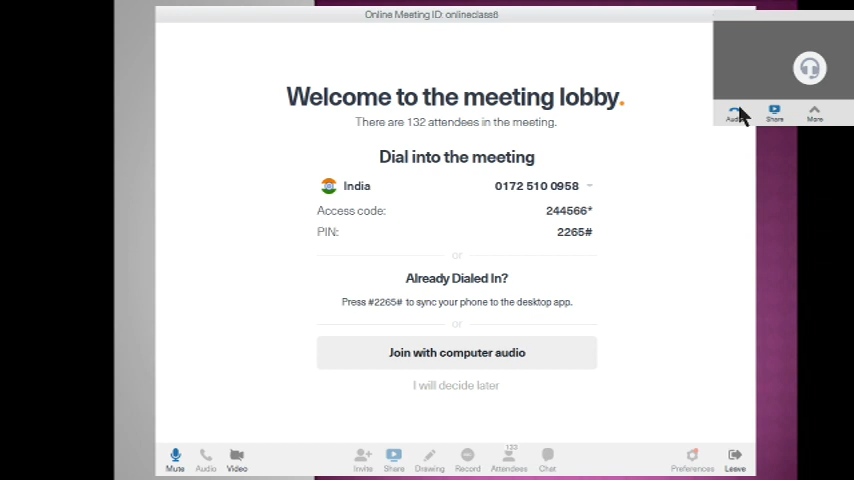 Online Meeting ID: onlineclass6
Welcome to the meeting lobby.
There are 132 attendees in the meeting.
Dial into the meeting
India 0172 510 0958
Access code: 244566*
PIN: 2265#
or
Already Dialed In?
Press #2265# to sync your phone to the desktop app.
or
Join with computer audio
I will decide later
Share More
133
Mute Audio Video Invite Share Drawing Record Attendees Chat Preferences Leave